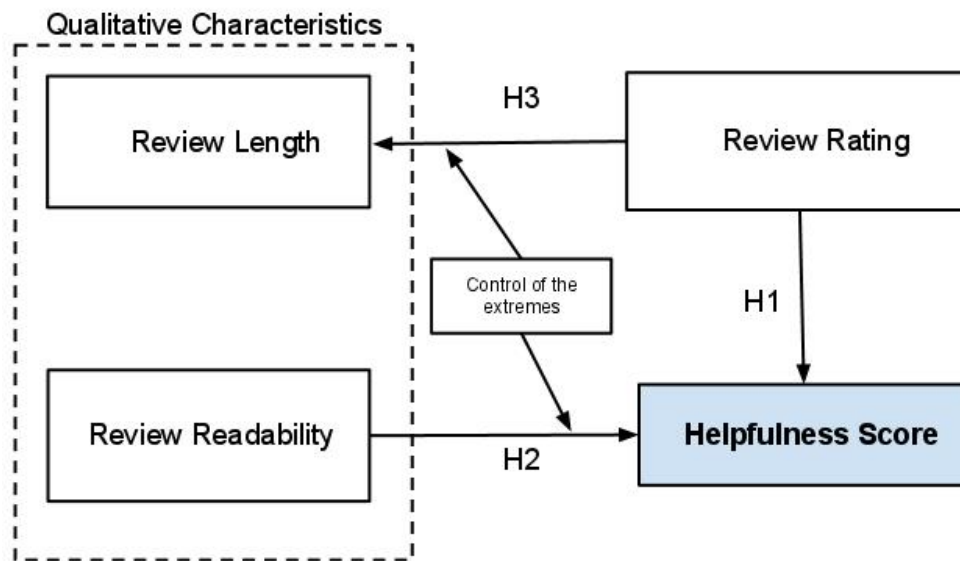 Qualitative Characteristics
Review Length
H3
Review Rating
Control of the
extremes
H1
Review Readability
H2
Helpfulness Score